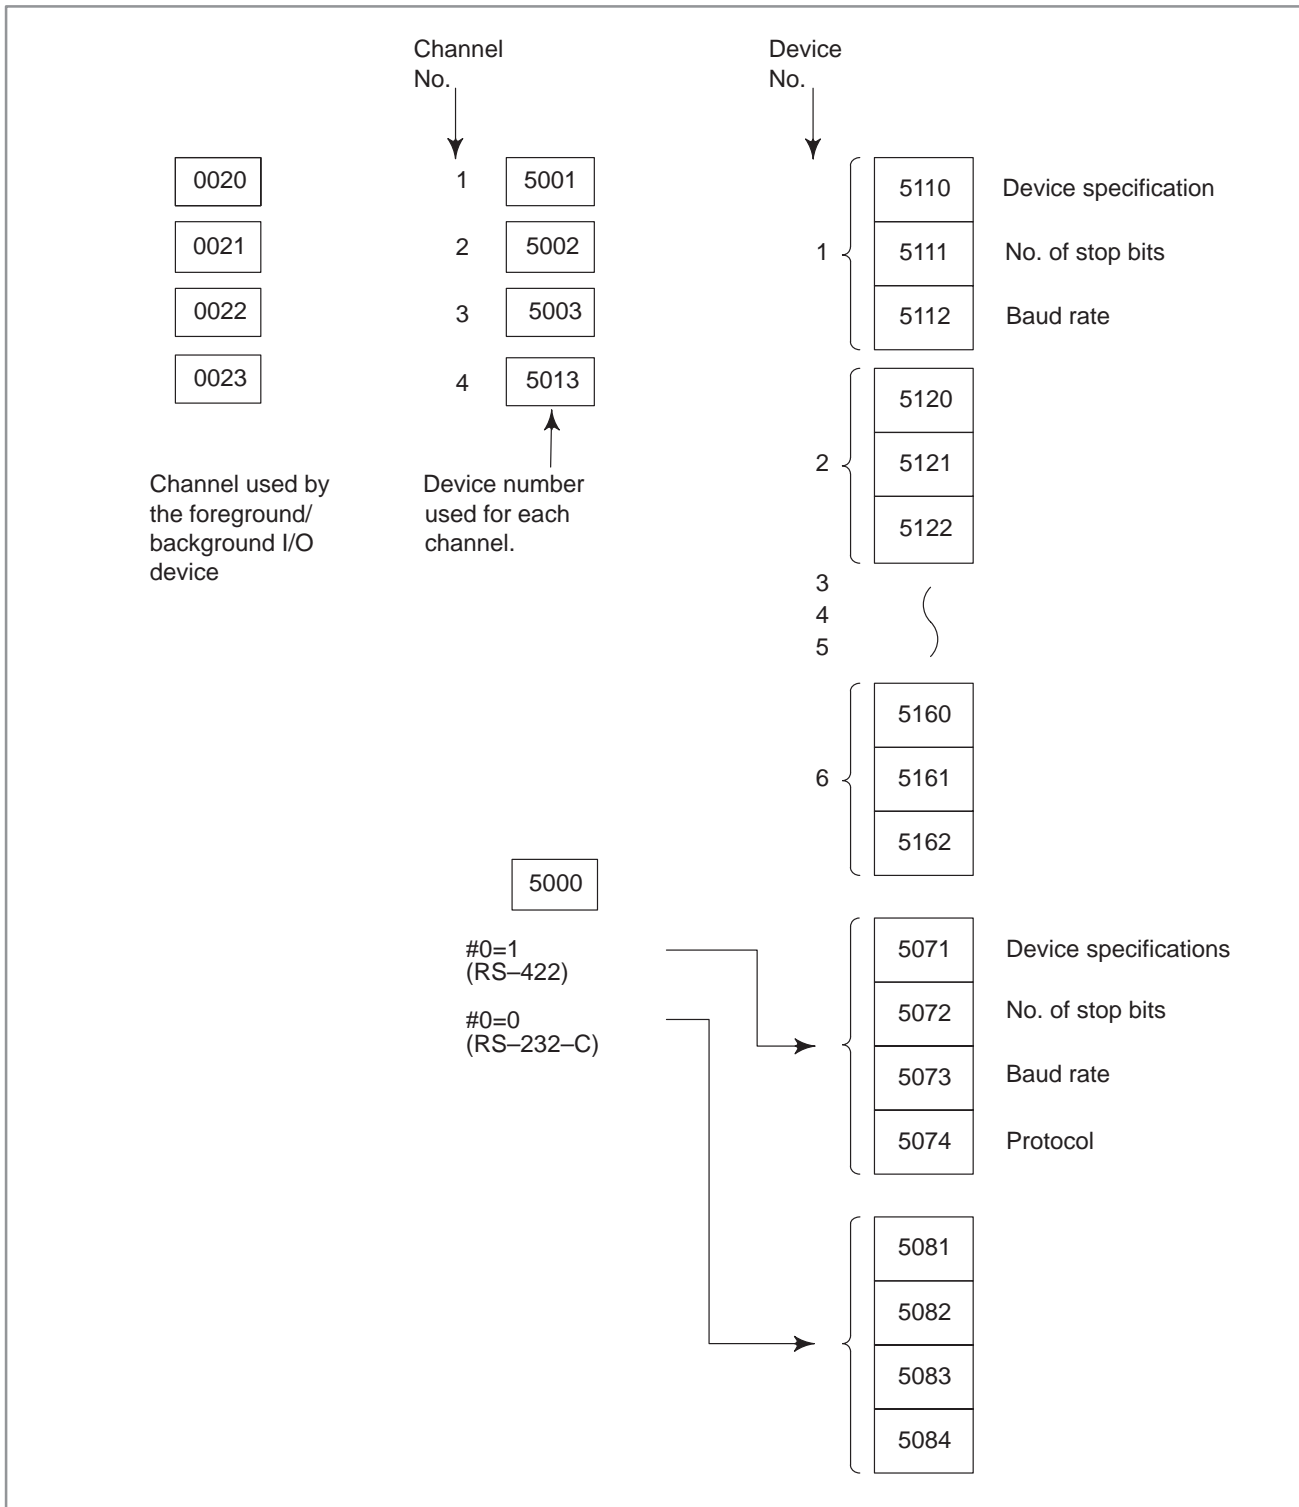 Channel
No.
Device
No.
0020
1
5001
0021
2
5002
0022
3
5003
0023
4
5013
Channel used by
the foreground/
background I/O
device
Device number
used for each
channel.
1
5110
Device specification
5111
No. of stop bits
5112
Baud rate
2
5120
5121
5122
3
4
5
6
5160
5161
5162
5000
#0=1
(RS–422)
#0=0
(RS–232–C)
5071
Device specifications
5072
No. of stop bits
5073
Baud rate
5074
Protocol
5081
5082
5083
5084